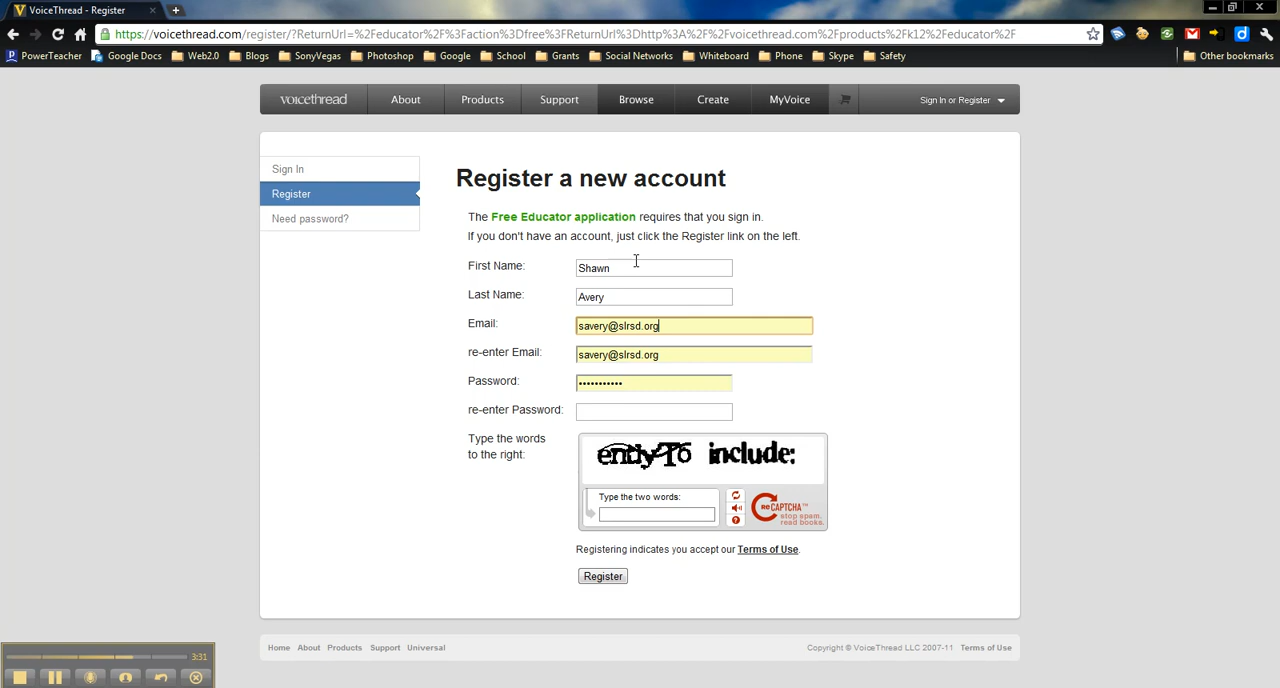 VoiceThread - Register
https://voicethread.com/register/?ReturnUrl=%2Feducator%2F%3Faction%3Dfree%3FReturnUrl%3Dhttp%3A%2F%2Fvoicethread.com%2Fproducts%2Fk12%2Feducator%2F
PowerTeacher Google Docs Web2.0 Blogs SonyVegas Photoshop Google School Grants Social Networks Whiteboard Phone Skype Safety Other bookmarks
voicethread About Products Support Browse Create MyVoice Sign In or Register
Sign In
Register
Need password?
Register a new account
The Free Educator application requires that you sign in.
If you don't have an account, just click the Register link on the left.
First Name: Shawn
Last Name: Avery
Email: savery@slrsd.org
re-enter Email: savery@slrsd.org
Password: •••••••••••
re-enter Password:
Type the words
to the right:
include:
Type the two words:
reCAPTCHA™
stop spam.
read books.
Registering indicates you accept our Terms of Use.
Register
Home About Products Support Universal Copyright © VoiceThread LLC 2007-11 Terms of Use
3:31